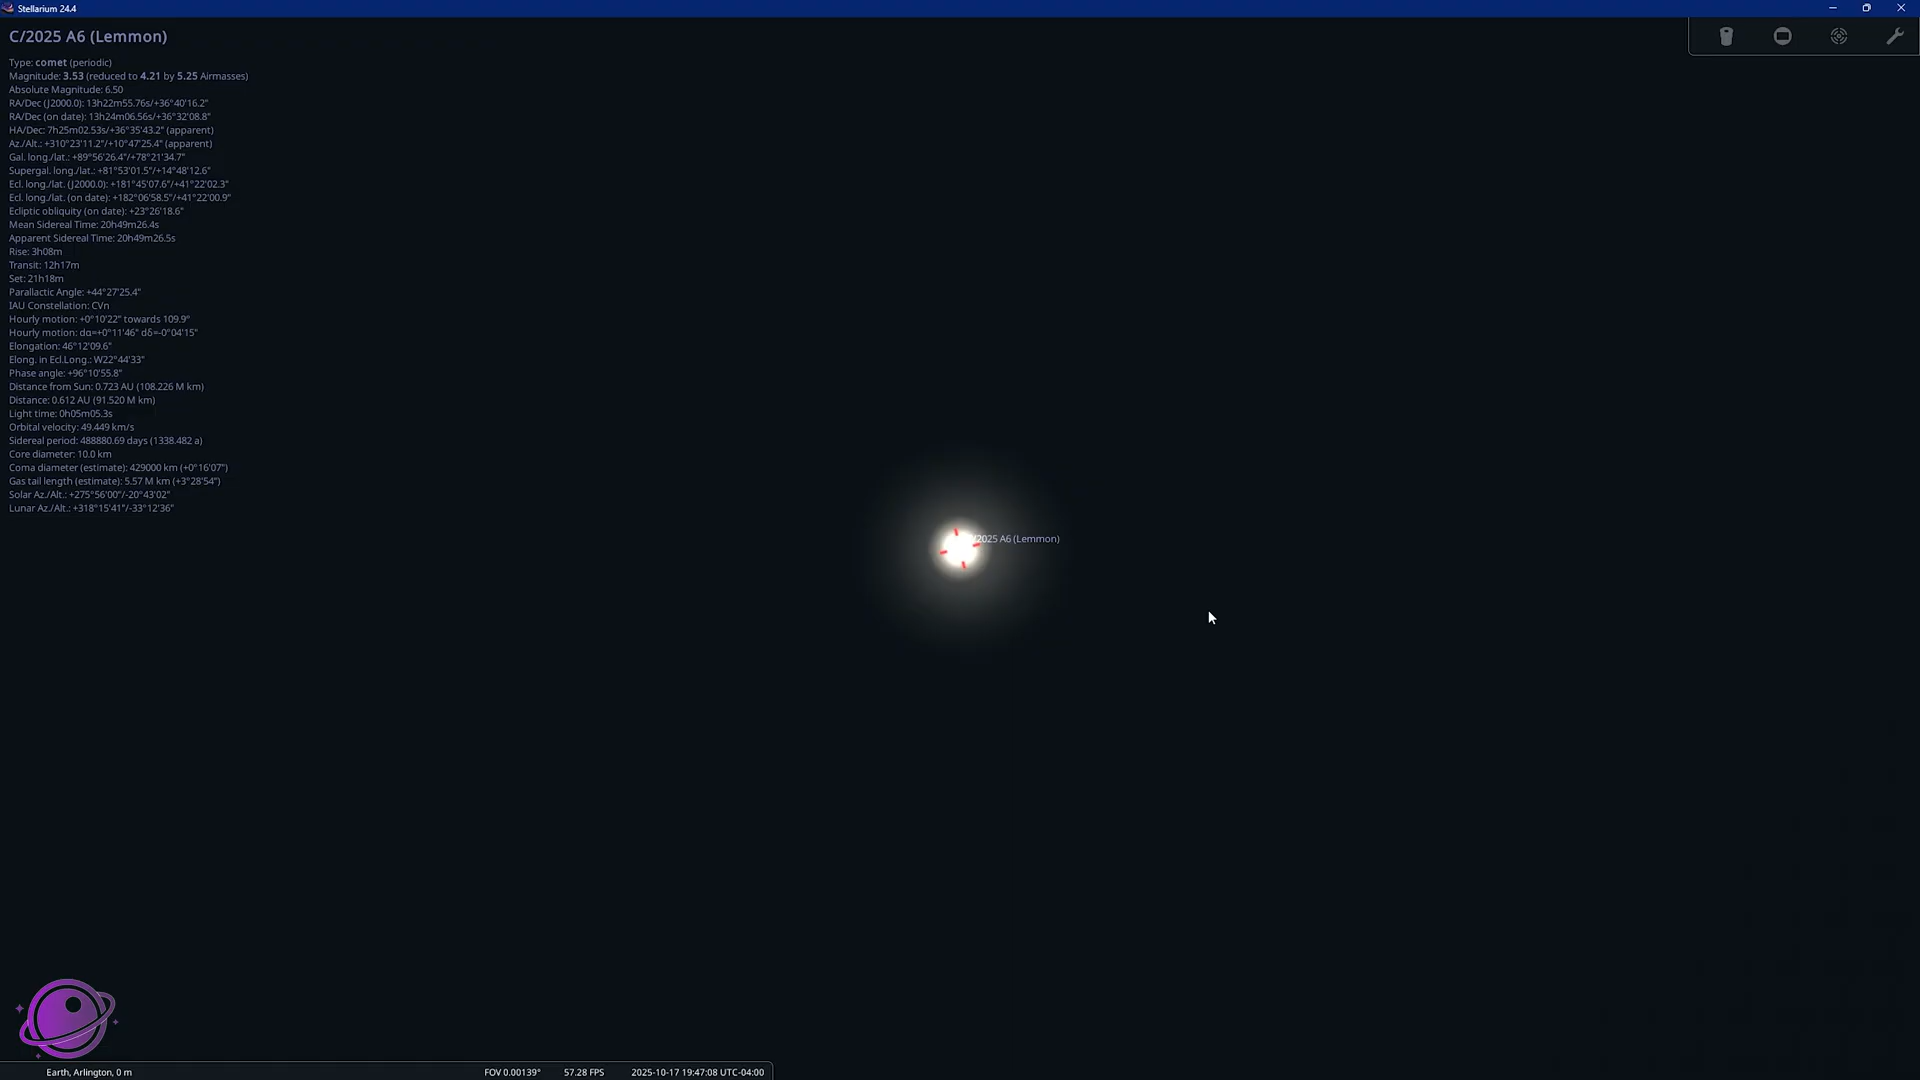 Stellarium 24.4
C/2025 A6 (Lemmon)
Type: comet (periodic)
Magnitude: 3.53 (reduced to 4.21 by 5.25 Airmasses)
Absolute Magnitude: 6.50
RA/Dec (J2000.0): 13h22m55.76s/+36°40'16.2"
RA/Dec (on date): 13h24m06.56s/+36°32'08.8"
HA/Dec: 7h25m02.53s/+36°35'43.2" (apparent)
Az./Alt.: +310°23'11.2"/+10°47'25.4" (apparent)
Gal. long./lat.: +89°56'26.4"/+78°21'34.7"
Supergal. long./lat.: +81°53'01.5"/+14°48'12.6"
Ecl. long./lat. (J2000.0): +181°45'07.6"/+41°22'02.3"
Ecl. long./lat. (on date): +182°06'58.5"/+41°22'00.9"
Ecliptic obliquity (on date): +23°26'18.6"
Mean Sidereal Time: 20h49m26.4s
Apparent Sidereal Time: 20h49m26.5s
Rise: 3h08m
Transit: 12h17m
Set: 21h18m
Parallactic Angle: +44°27'25.4"
IAU Constellation: CVn
Hourly motion: +0°10'22" towards 109.9°
Hourly motion: dα=+0°11'46" dδ=-0°04'15"
Elongation: 46°12'09.6"
Elong. in Ecl.Long.: W22°44'33"
Phase angle: +96°10'55.8"
Distance from Sun: 0.723 AU (108.226 M km)
Distance: 0.612 AU (91.520 M km)
Light time: 0h05m05.3s
Orbital velocity: 49.449 km/s
Sidereal period: 488880.69 days (1338.482 a)
Core diameter: 10.0 km
Coma diameter (estimate): 429000 km (+0°16'07")
Gas tail length (estimate): 5.57 M km (+3°28'54")
Solar Az./Alt.: +275°56'00"/-20°43'02"
Lunar Az./Alt.: +318°15'41"/-33°12'36"
/2025 A6 (Lemmon)
Earth, Arlington, 0 m FOV 0.00139° 57.28 FPS 2025-10-17 19:47:08 UTC-04:00